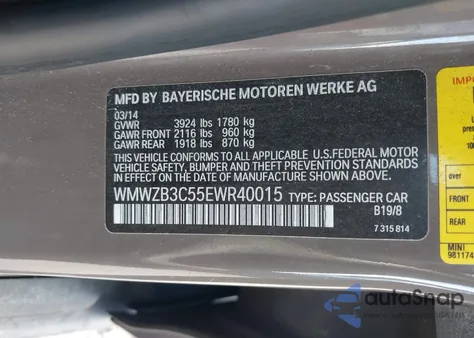 MFD BY BAYERISCHE MOTOREN WERKE AG
03/14
GVWR 3924 lbs 1780 kg
GAWR FRONT 2116 lbs 960 kg
GAWR REAR 1918 lbs 870 kg
THIS VEHICLE CONFORMS TO ALL APPLICABLE U.S.FEDERAL MOTOR
VEHICLE SAFETY, BUMPER AND THEFT PREVENTION STANDARDS
IN EFFECT ON THE DATE OF MANUFACTURE SHOWN ABOVE.
WMWZB3C55EWR40015 TYPE: PASSENGER CAR
B19/8
7 315 814
over
FRONT
REAR
MINI
981174
autoSnap